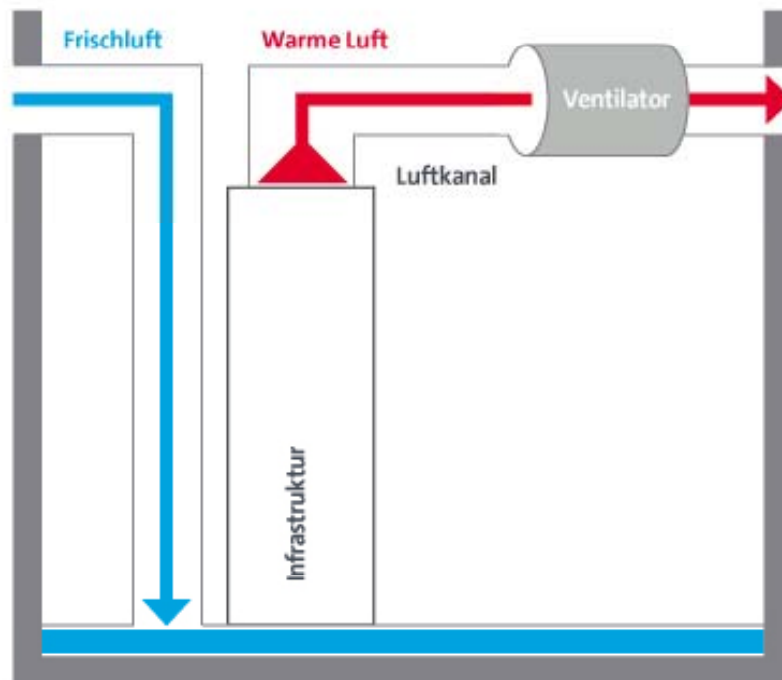 Frischluft
Warme Luft
Ventilator
Luftkanal
Infrastruktur